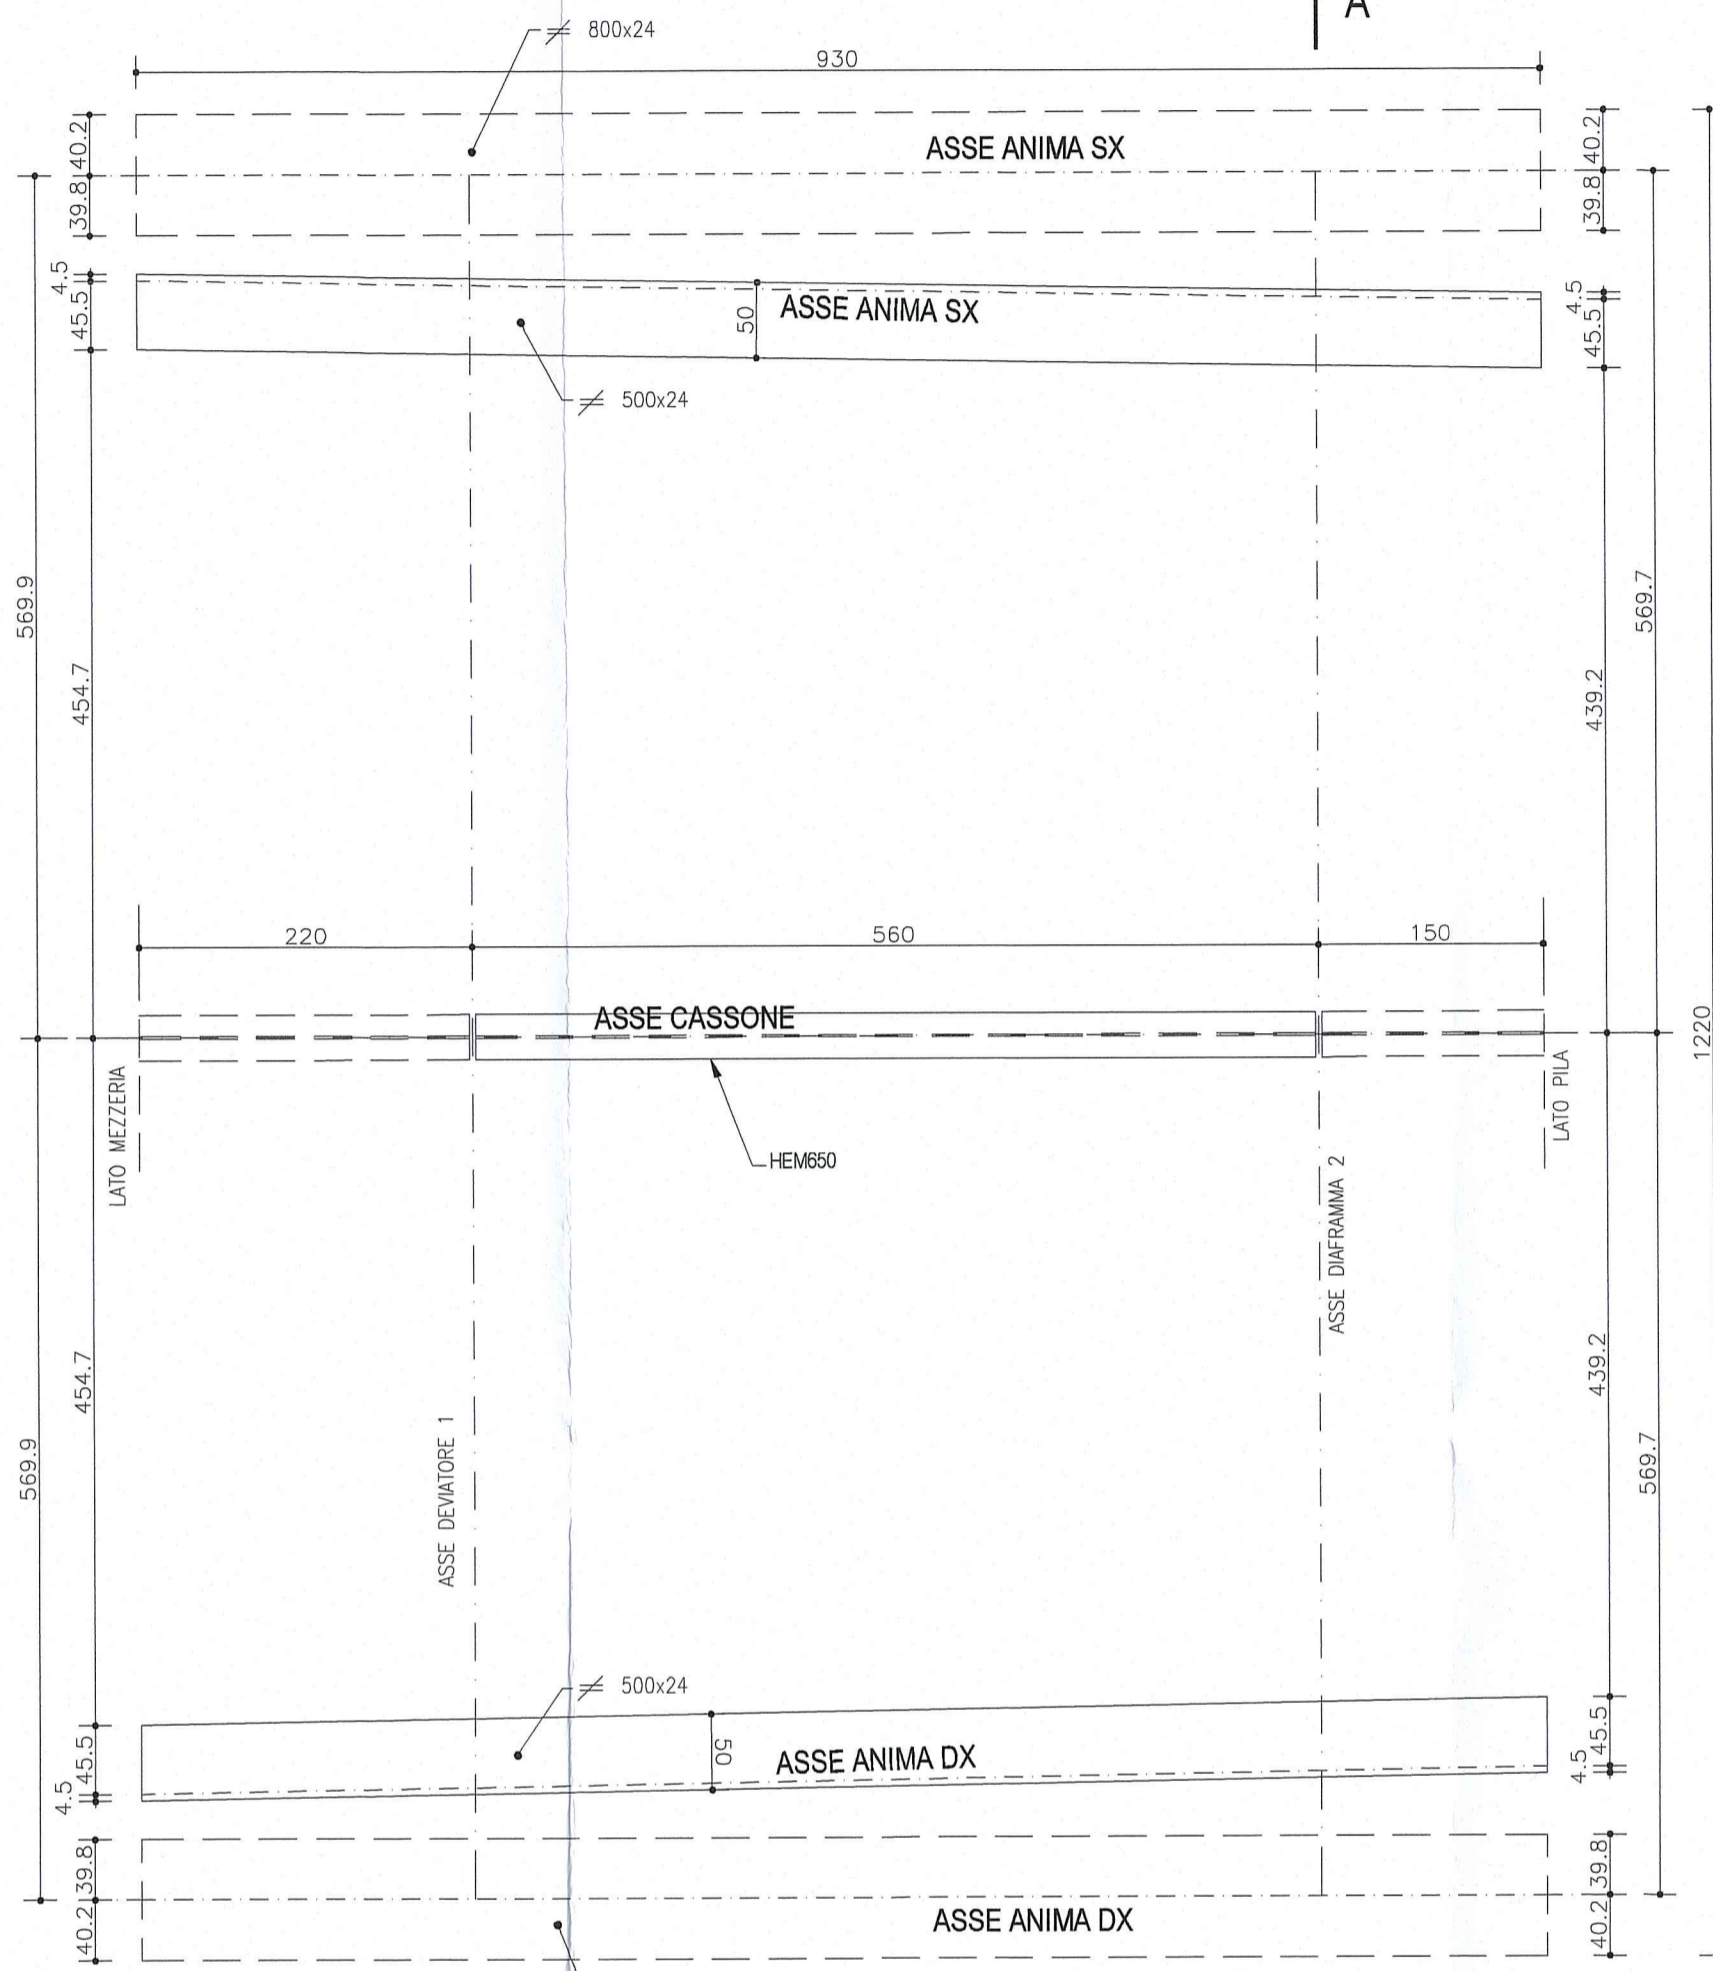 A
800x24
930
40.2
40.2
ASSE ANIMA SX
39.8
39.8
4.5
45.5
50
ASSE ANIMA SX
4.5
45.5
500x24
569.9
569.7
454.7
439.2
220
560
150
ASSE CASSONE
1220
LATO MEZZERIA
LATO PILA
HEM650
ASSE DIAFRAMMA 2
454.7
439.2
569.9
569.7
ASSE DEVIATORE 1
500x24
45.5
4.5
50
ASSE ANIMA DX
45.5
4.5
39.8
39.8
40.2
ASSE ANIMA DX
40.2